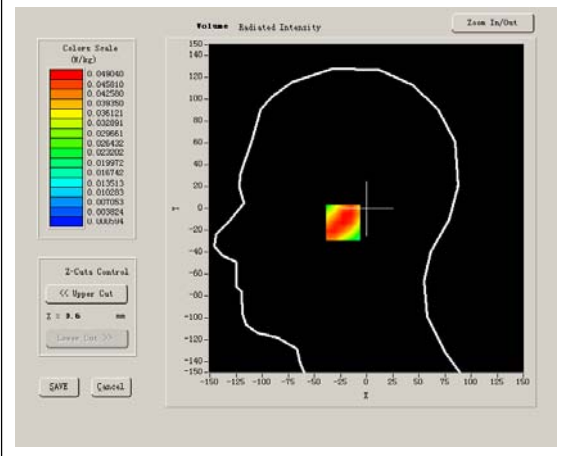 Volume Radiated Intensity
Zoom In/Out
Colors Scale
(W/kg)
0.049040
0.045810
0.042580
0.039350
0.036121
0.032891
0.029661
0.026432
0.023202
0.019972
0.016742
0.013513
0.010283
0.007053
0.003824
0.000594
Z-Cuts Control
<< Upper Cut
Z = 3.6 mm
Lower Cut >>
SAVE
Cancel
150
140
120
100
80
60
40
20
0
-20
-40
-60
-80
-100
-120
-140
-150
Y
-150 -125 -100 -75 -50 -25 0 25 50 75 100 125 150
X